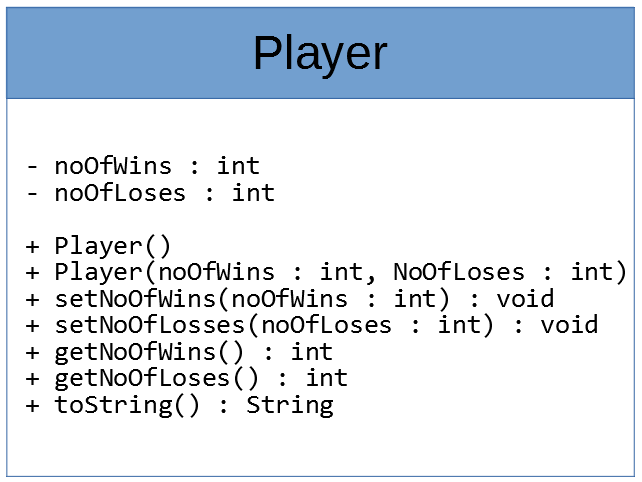 Player
- noOfWins : int
- noOfLoses : int
+ Player()
+ Player(noOfWins : int, NoOfLoses : int)
+ setNoOfWins(noOfWins : int) : void
+ setNoOfLosses(noOfLoses : int) : void
+ getNoOfWins() : int
+ getNoOfLoses() : int
+ toString() : String